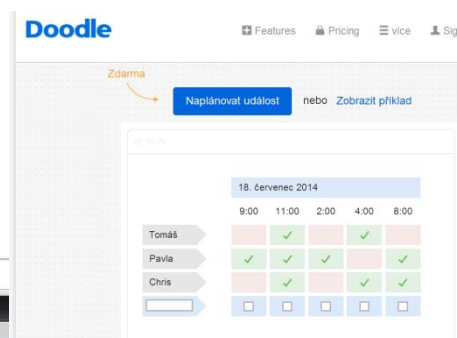 Doodle
Features Pricing více Sig
Zdarma
Naplánovat událost nebo Zobrazit příklad
18. červenec 2014
9:00 11:00 2:00 4:00 8:00
Tomáš
Pavla
Chris